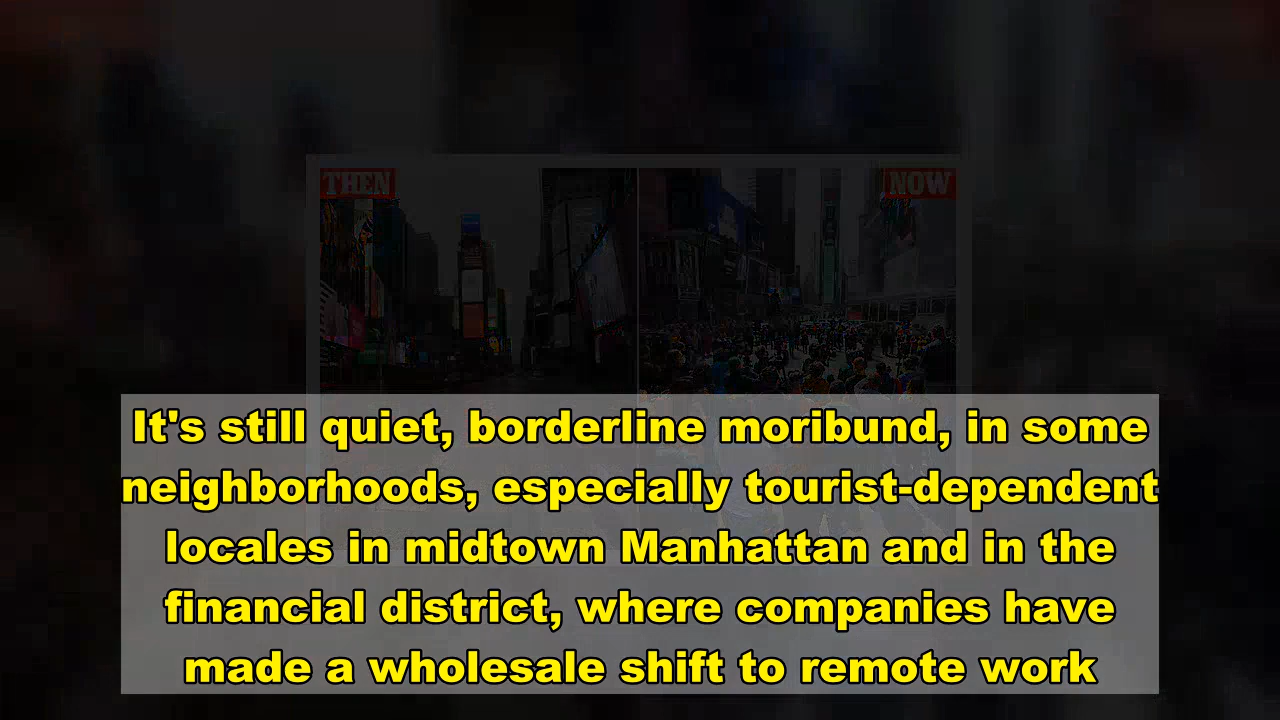 THEN
NOW
It's still quiet, borderline moribund, in some
neighborhoods, especially tourist-dependent
locales in midtown Manhattan and in the
financial district, where companies have
made a wholesale shift to remote work